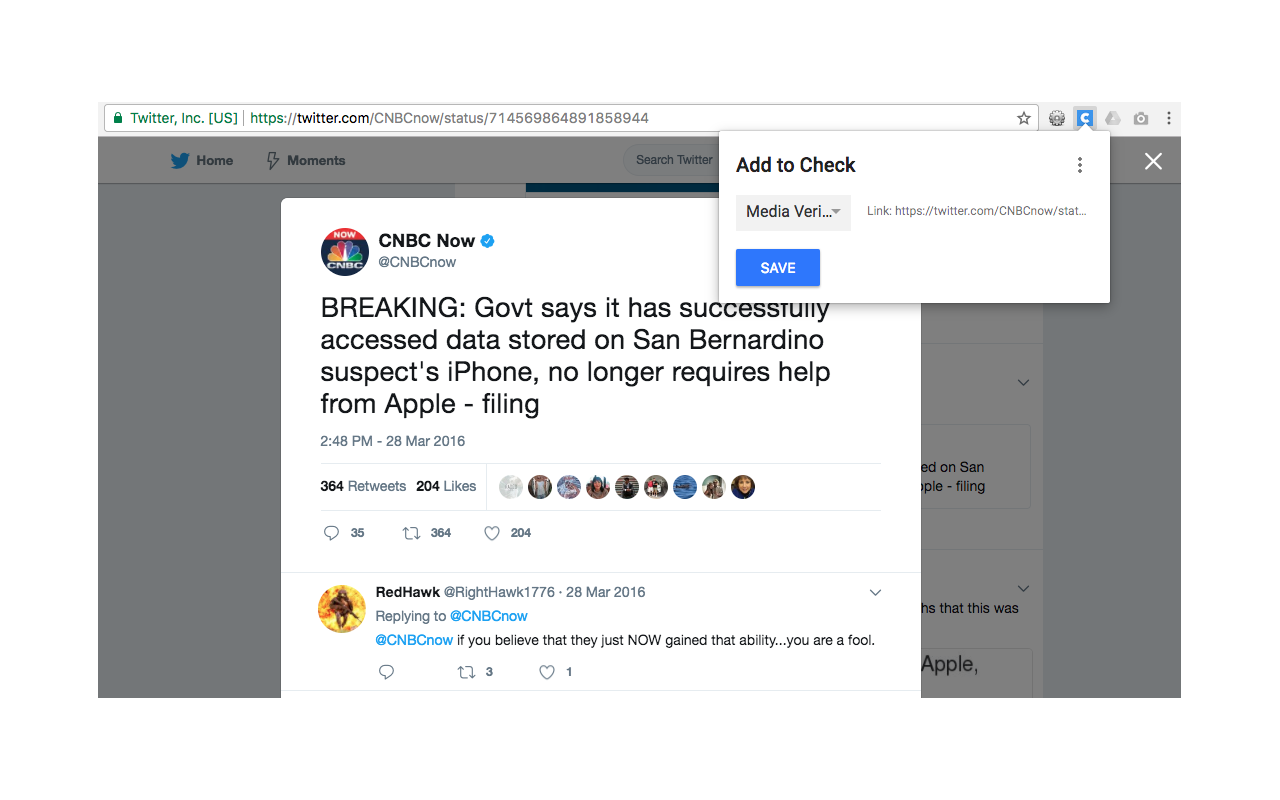 Twitter, Inc. [US] https://twitter.com/CNBCnow/status/714569864891858944
Home
Moments
Search Twitter
Add to Check
Media Veri...
Link: https://twitter.com/CNBCnow/stat...
SAVE
NOW
CNBC
CNBC Now
@CNBCnow
BREAKING: Govt says it has successfully
accessed data stored on San Bernardino
suspect's iPhone, no longer requires help
from Apple - filing
2:48 PM - 28 Mar 2016
364 Retweets 204 Likes
35 364 204
RedHawk @RightHawk1776 · 28 Mar 2016
Replying to @CNBCnow
@CNBCnow if you believe that they just NOW gained that ability...you are a fool.
3 1
ed on San
ple - filing
hs that this was
Apple,